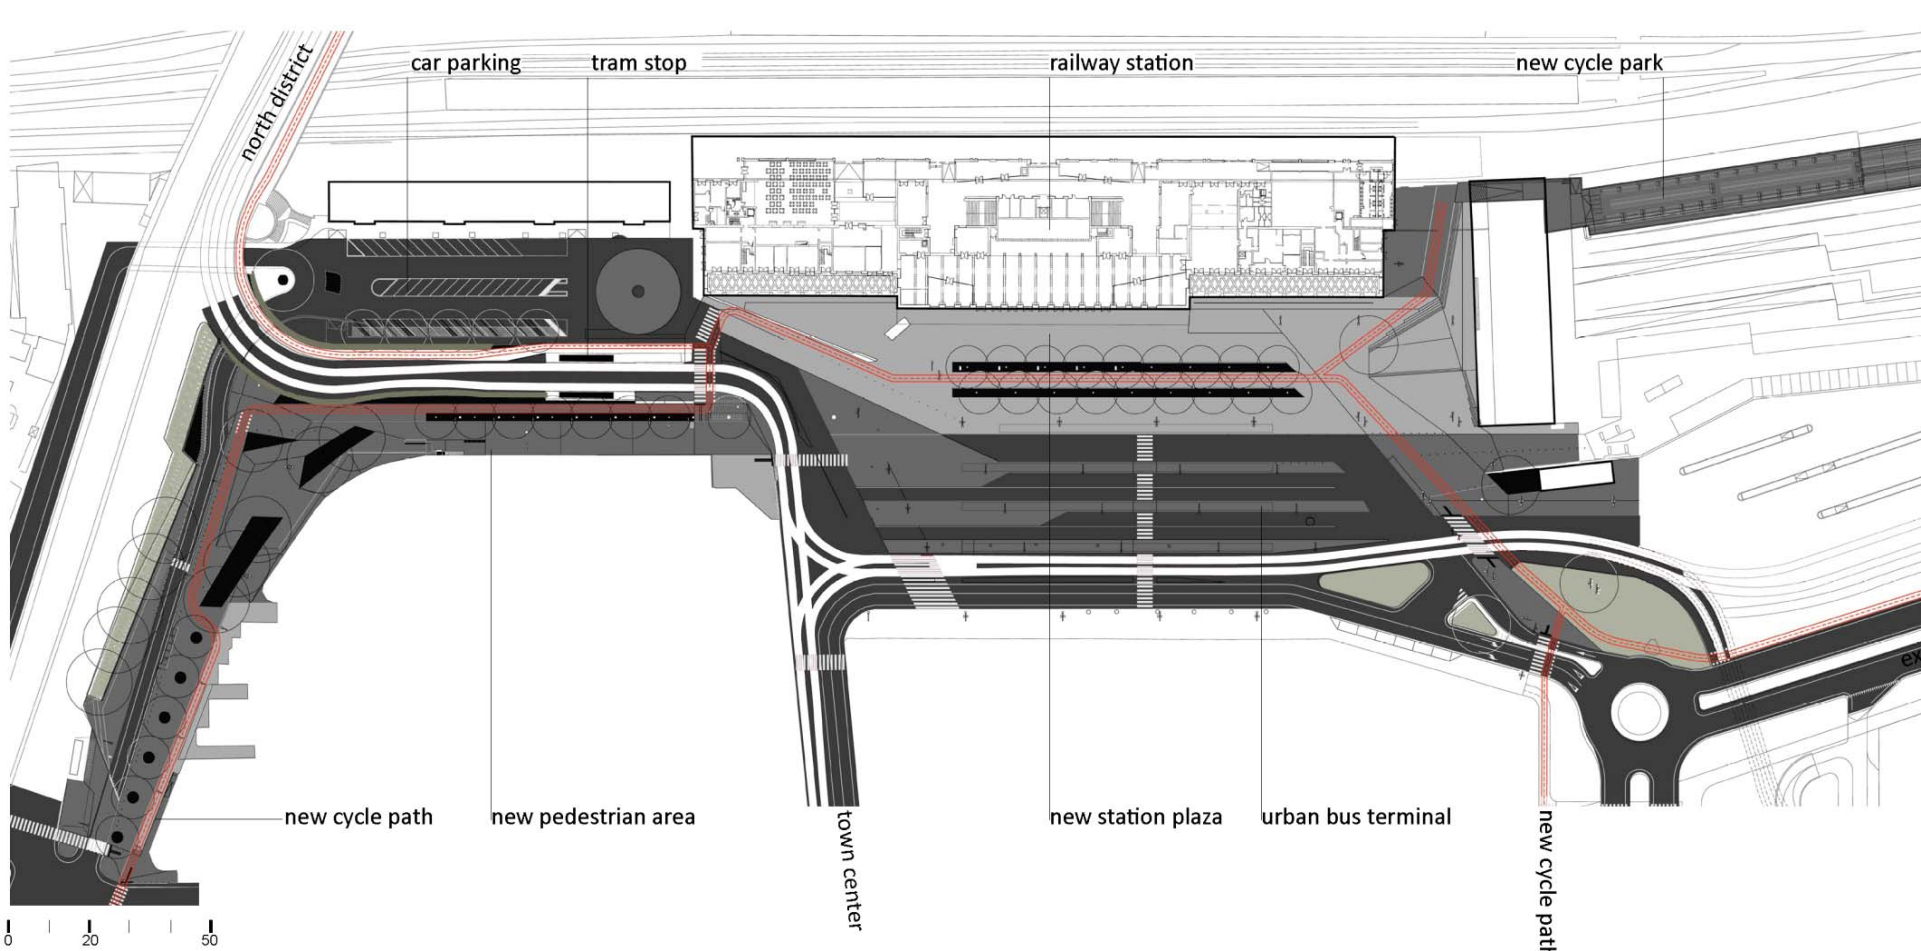 north district
car parking
tram stop
railway station
new cycle park
new cycle path
new pedestrian area
town center
new station plaza
urban bus terminal
new cycle path
ex
0 20 50